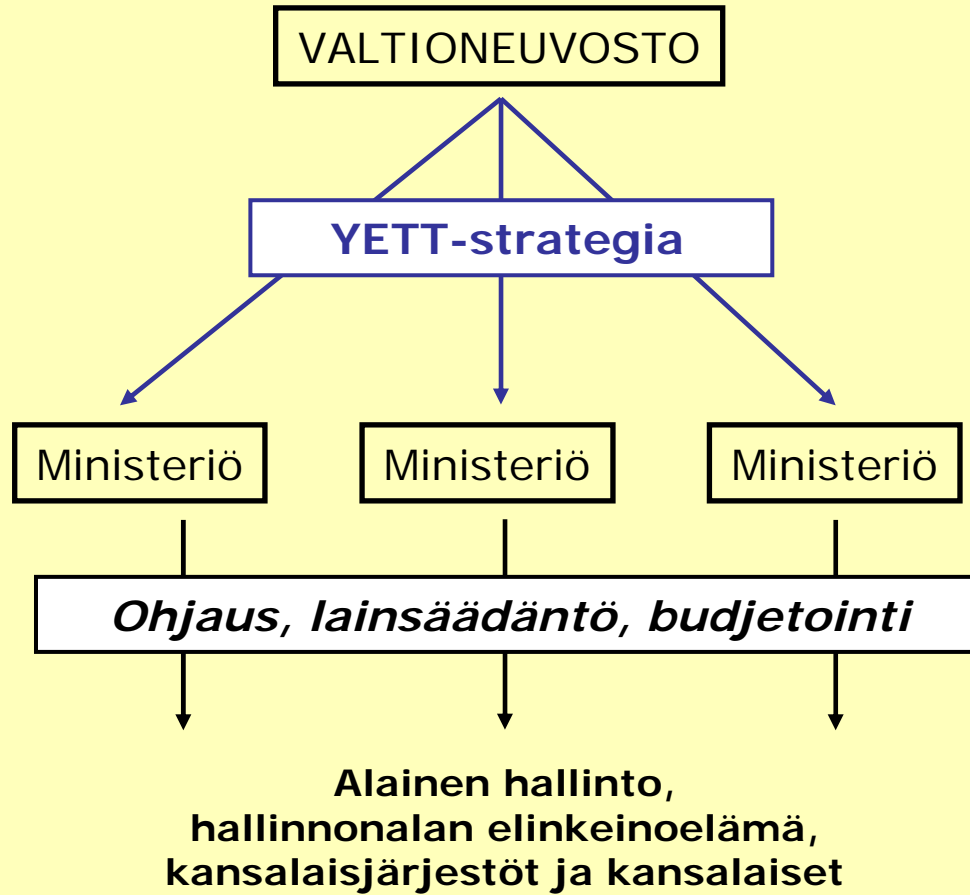 VALTIONEUVOSTO
YETT-strategia
Ministeriö Ministeriö Ministeriö
Ohjaus, lainsäädäntö, budjetointi
Alainen hallinto,
hallinnonalan elinkeinoelämä,
kansalaisjärjestöt ja kansalaiset